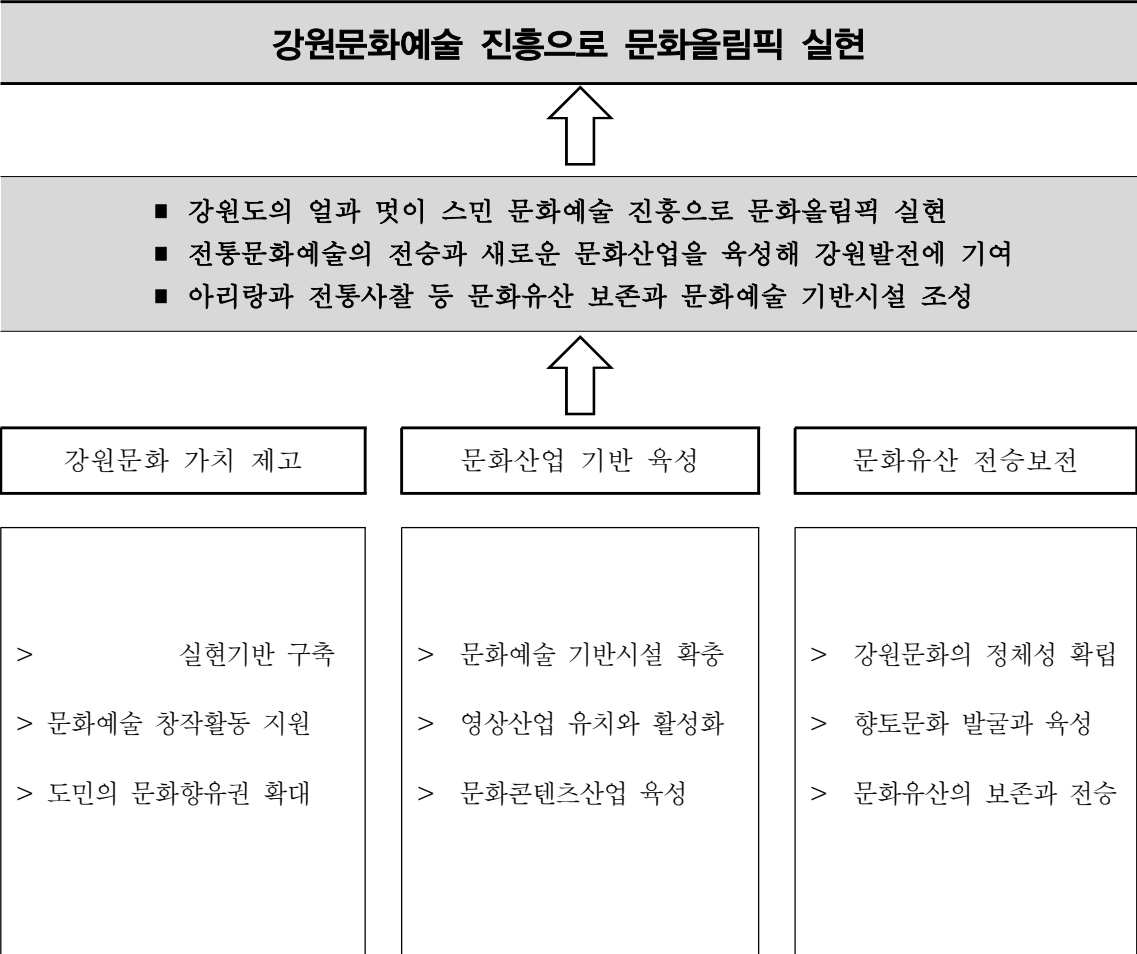 강원문화예술 진흥으로 문화올림픽 실현
■ 강원도의 얼과 멋이 스민 문화예술 진흥으로 문화올림픽 실현
■ 전통문화예술의 전승과 새로운 문화산업을 육성해 강원발전에 기여
■ 아리랑과 전통사찰 등 문화유산 보존과 문화예술 기반시설 조성
강원문화 가치 제고
> 실현기반 구축
> 문화예술 창작활동 지원
> 도민의 문화향유권 확대
문화산업 기반 육성
> 문화예술 기반시설 확충
> 영상산업 유치와 활성화
> 문화콘텐츠산업 육성
문화유산 전승보전
> 강원문화의 정체성 확립
> 향토문화 발굴과 육성
> 문화유산의 보존과 전승